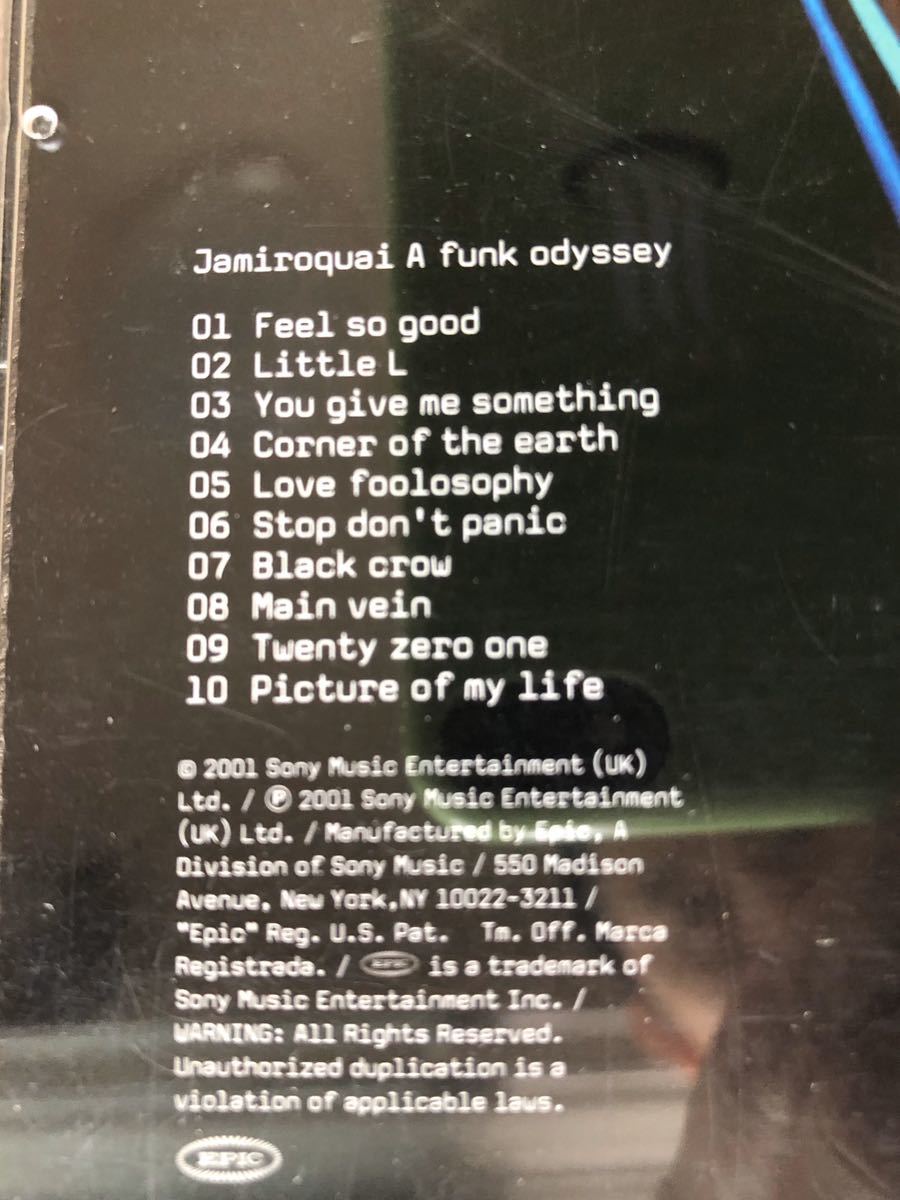 Jamiroquai A funk odyssey
01 Feel so good
02 Little L
03 You give me something
04 Corner of the earth
05 Love foolosophy
06 Stop don't panic
07 Black crow
08 Main vein
09 Twenty zero one
10 Picture of my life
© 2001 Sony Music Entertainment (UK)
Ltd. / ℗ 2001 Sony Music Entertainment
(UK) Ltd. / Manufactured by Epic, A
Division of Sony Music / 550 Madison
Avenue, New York,NY 10022-3211 /
"Epic" Reg. U.S. Pat. Tm. Off. Marca
Registrada. / EPIC is a trademark of
Sony Music Entertainment Inc. /
WARNING: All Rights Reserved.
Unauthorized duplication is a
violation of applicable laws.
EPIC